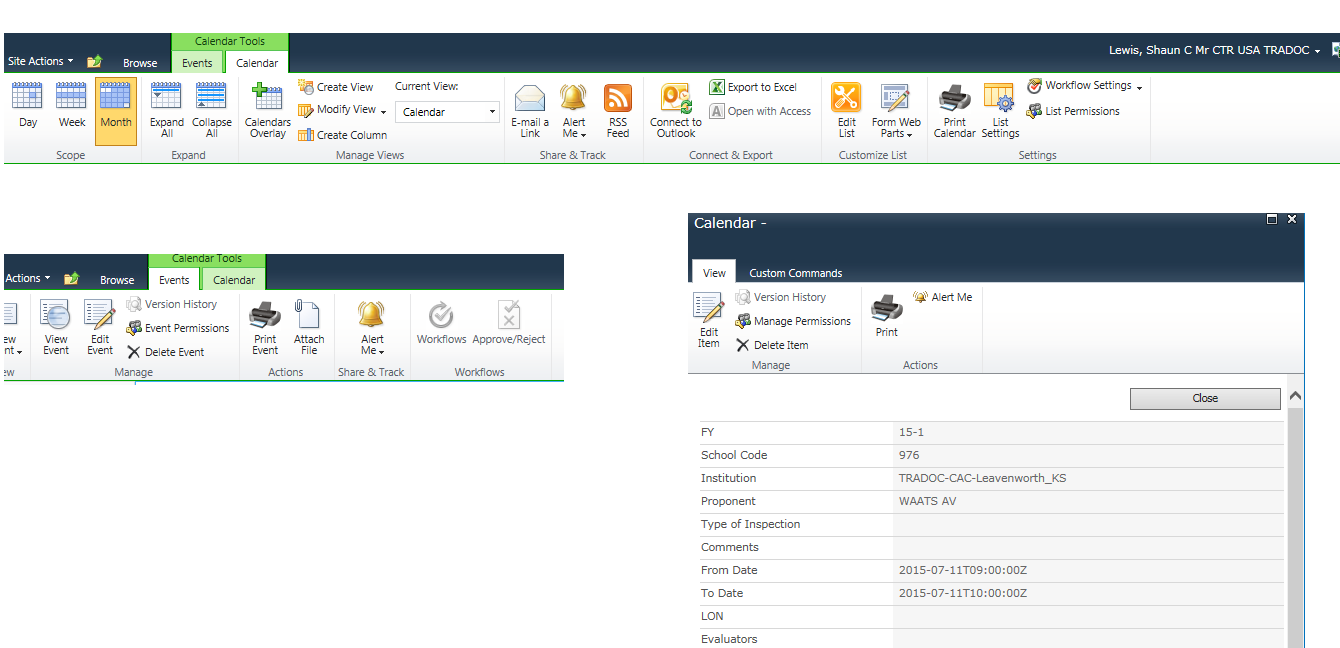 Calendar Tools
Lewis, Shaun C Mr CTR USA TRADOC
Site Actions Browse Events Calendar
Day Week Month Expand All Collapse All Calendars Overlay Create View Modify View Create Column Current View: Calendar E-mail a Link Alert Me RSS Feed Connect to Outlook Export to Excel Open with Access Edit List Form Web Parts Print Calendar List Settings Workflow Settings List Permissions
Scope Expand Manage Views Share & Track Connect & Export Customize List Settings
Calendar Tools
Actions Browse Events Calendar
ew nt View Event Edit Event Version History Event Permissions Delete Event Print Event Attach File Alert Me Workflows Approve/Reject
ew Manage Actions Share & Track Workflows
Calendar -
View Custom Commands
Edit Item Version History Manage Permissions Delete Item Print Alert Me
Manage Actions
Close
FY 15-1
School Code 976
Institution TRADOC-CAC-Leavenworth_KS
Proponent WAATS AV
Type of Inspection
Comments
From Date 2015-07-11T09:00:00Z
To Date 2015-07-11T10:00:00Z
LON
Evaluators